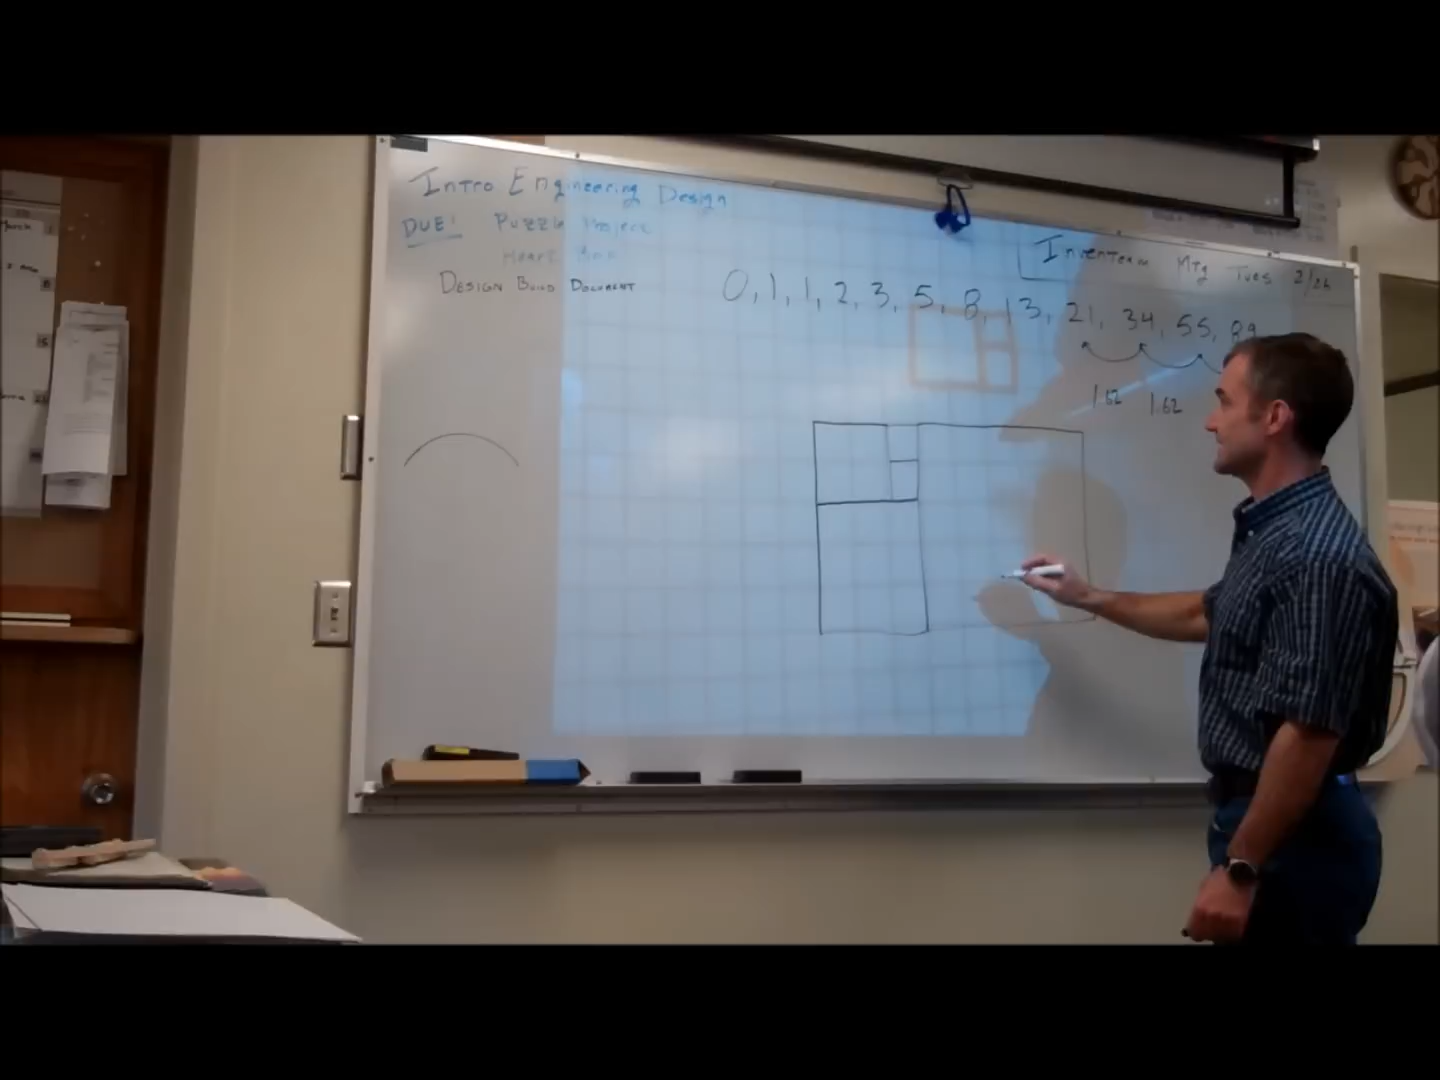 Intro Engineering Design
DUE! Puzzle Project
Heart Box
Design Build Document
Inventeam Mtg Tues 2/26
0, 1, 1, 2, 3, 5, 8, 13, 21, 34, 55, 89
1.62 1.62
March